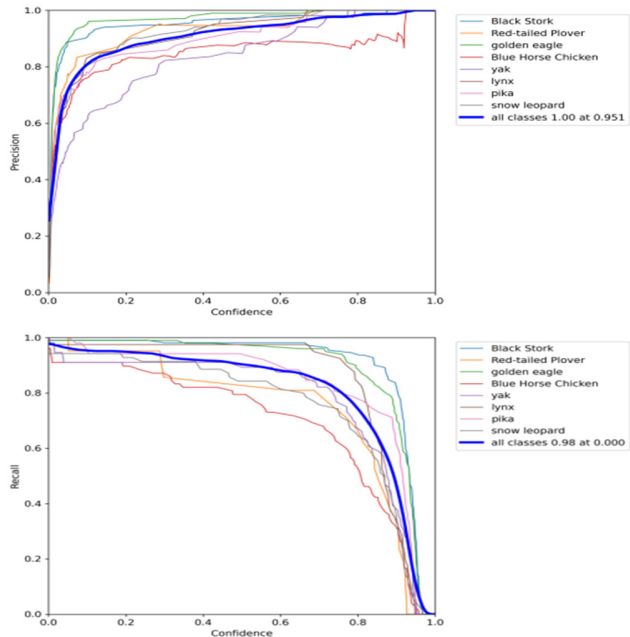 1.0
0.8
0.6
0.4
0.2
0.0
Precision
0.0 0.2 0.4 0.6 0.8 1.0
Confidence
Black Stork
Red-tailed Plover
golden eagle
Blue Horse Chicken
yak
lynx
pika
snow leopard
all classes 1.00 at 0.951
1.0
0.8
0.6
0.4
0.2
0.0
Recall
0.0 0.2 0.4 0.6 0.8 1.0
Confidence
Black Stork
Red-tailed Plover
golden eagle
Blue Horse Chicken
yak
lynx
pika
snow leopard
all classes 0.98 at 0.000